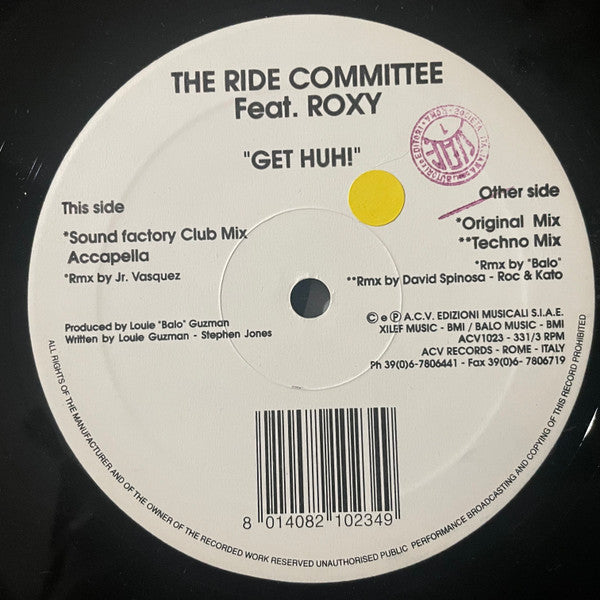 THE RIDE COMMITTEE
Feat. ROXY
"GET HUH!"
This side
*Sound factory Club Mix
Accapella
*Rmx by Jr. Vasquez
Produced by Louie "Balo" Guzman
Written by Louie Guzman - Stephen Jones
Other side
*Original Mix
**Techno Mix
*Rmx by "Balo"
**Rmx by David Spinosa - Roc & Kato
© e ℗ A.C.V. EDIZIONI MUSICALI S.I.A.E.
XILEF MUSIC - BMI / BALO MUSIC - BMI
ACV1023 - 331/3 RPM
ACV RECORDS - ROME - ITALY
Ph 39(0)6-7806441 - Fax 39(0)6- 7806719
8 014082 102349
ALL RIGHTS OF THE MANUFACTURER AND OF THE OWNER OF THE RECORDED WORK RESERVED UNAUTHORISED PUBLIC PERFORMANCE BROADCASTING AND COPYING OF THIS RECORD PROHIBITED